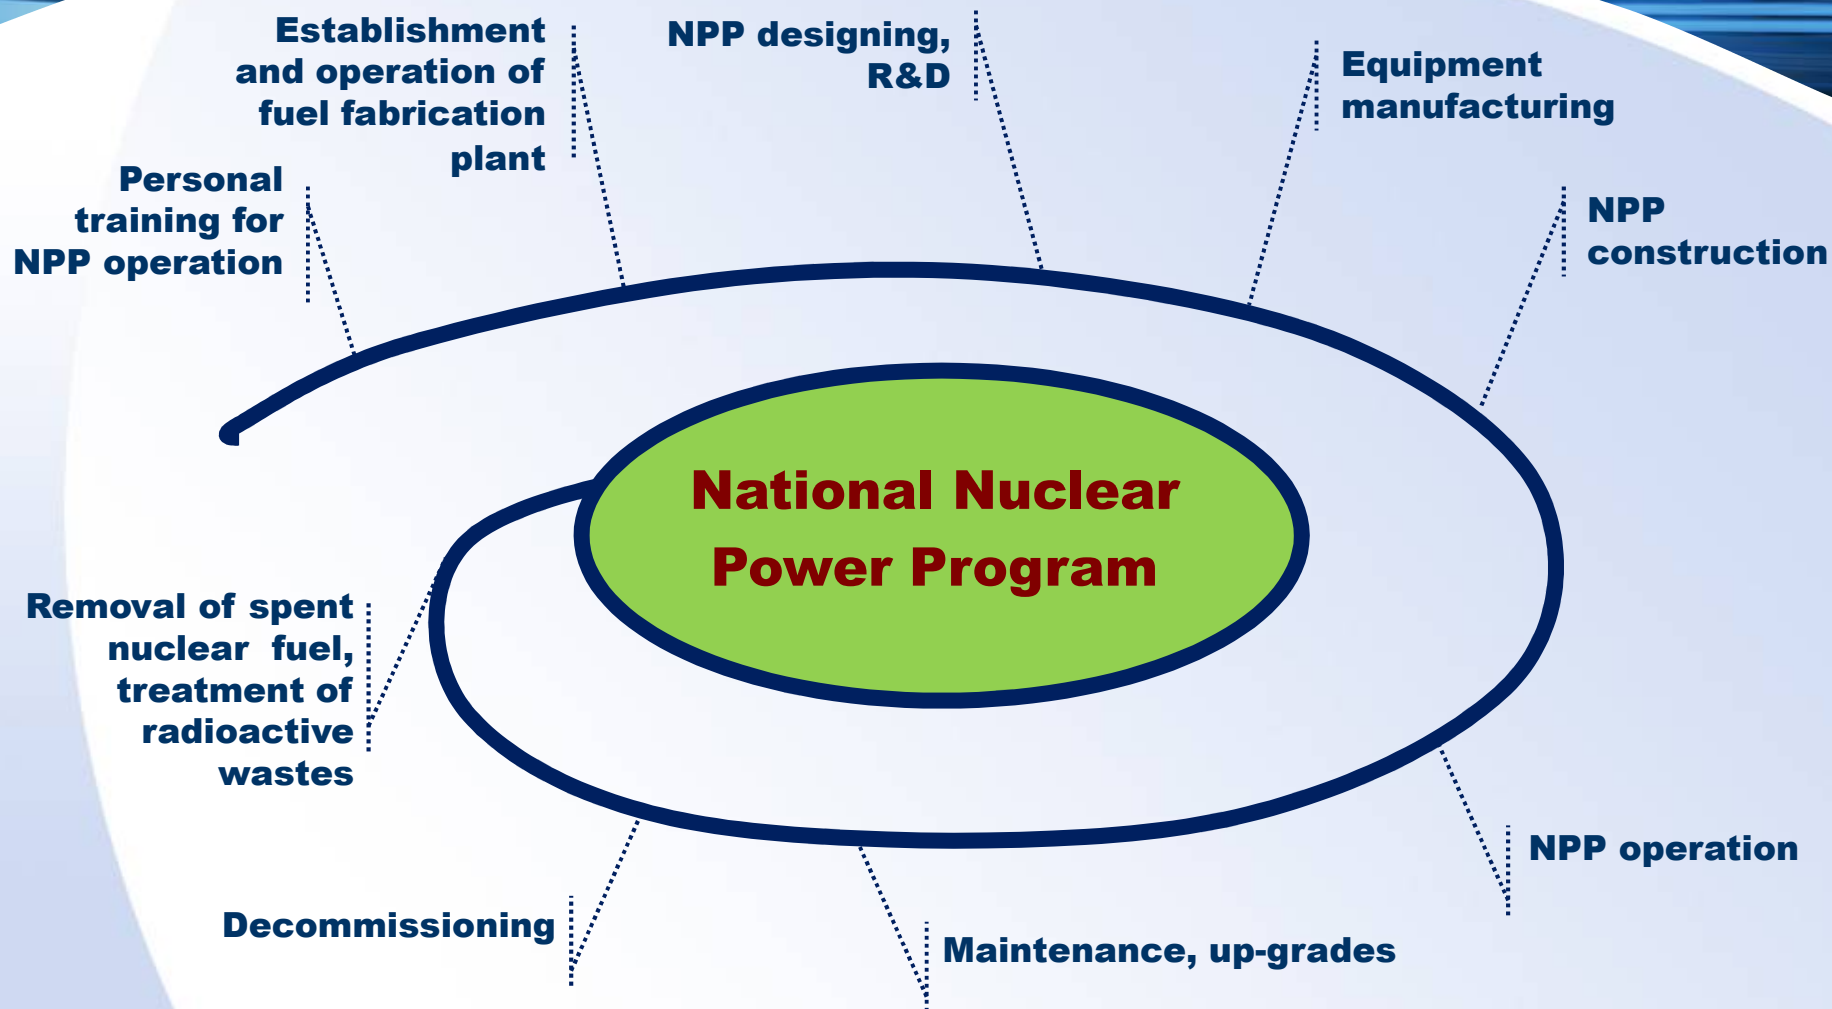 Establishment
and operation of
fuel fabrication
plant
NPP designing,
R&D
Equipment
manufacturing
Personal
training for
NPP operation
NPP
construction
National Nuclear
Power Program
Removal of spent
nuclear  fuel,
treatment of
radioactive
wastes
NPP operation
Decommissioning
Maintenance, up-grades